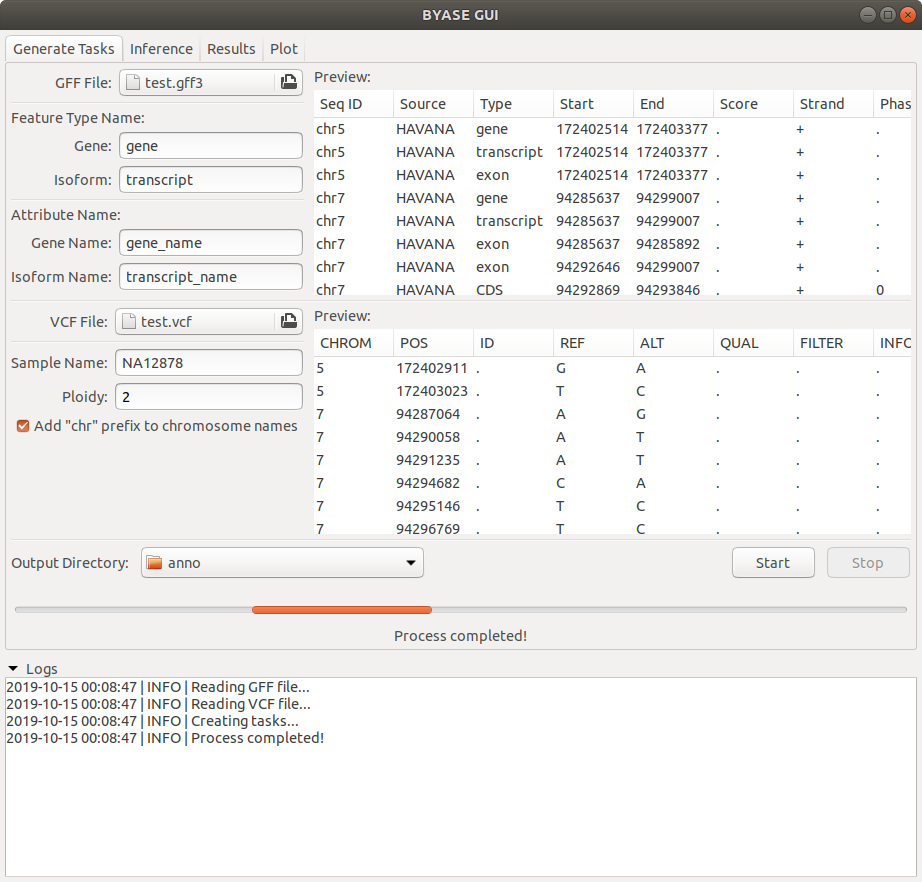 BYASE GUI
Generate Tasks Inference Results Plot
GFF File: test.gff3
Feature Type Name:
Gene: gene
Isoform: transcript
Attribute Name:
Gene Name: gene_name
Isoform Name: transcript_name
Preview:
Seq ID Source Type Start End Score Strand Phas
chr5 HAVANA gene 172402514 172403377 . + .
chr5 HAVANA transcript 172402514 172403377 . + .
chr5 HAVANA exon 172402514 172403377 . + .
chr7 HAVANA gene 94285637 94299007 . + .
chr7 HAVANA transcript 94285637 94299007 . + .
chr7 HAVANA exon 94285637 94285892 . + .
chr7 HAVANA exon 94292646 94299007 . + .
chr7 HAVANA CDS 94292869 94293846 . + 0
VCF File: test.vcf
Sample Name: NA12878
Ploidy: 2
Add "chr" prefix to chromosome names
Preview:
CHROM POS ID REF ALT QUAL FILTER INFO
5 172402911 . G A . . .
5 172403023 . T C . . .
7 94287064 . A G . . .
7 94290058 . A T . . .
7 94291235 . A T . . .
7 94294682 . C A . . .
7 94295146 . T C . . .
7 94296769 . T C . . .
Output Directory: anno Start Stop
Process completed!
Logs
2019-10-15 00:08:47 | INFO | Reading GFF file...
2019-10-15 00:08:47 | INFO | Reading VCF file...
2019-10-15 00:08:47 | INFO | Creating tasks...
2019-10-15 00:08:47 | INFO | Process completed!